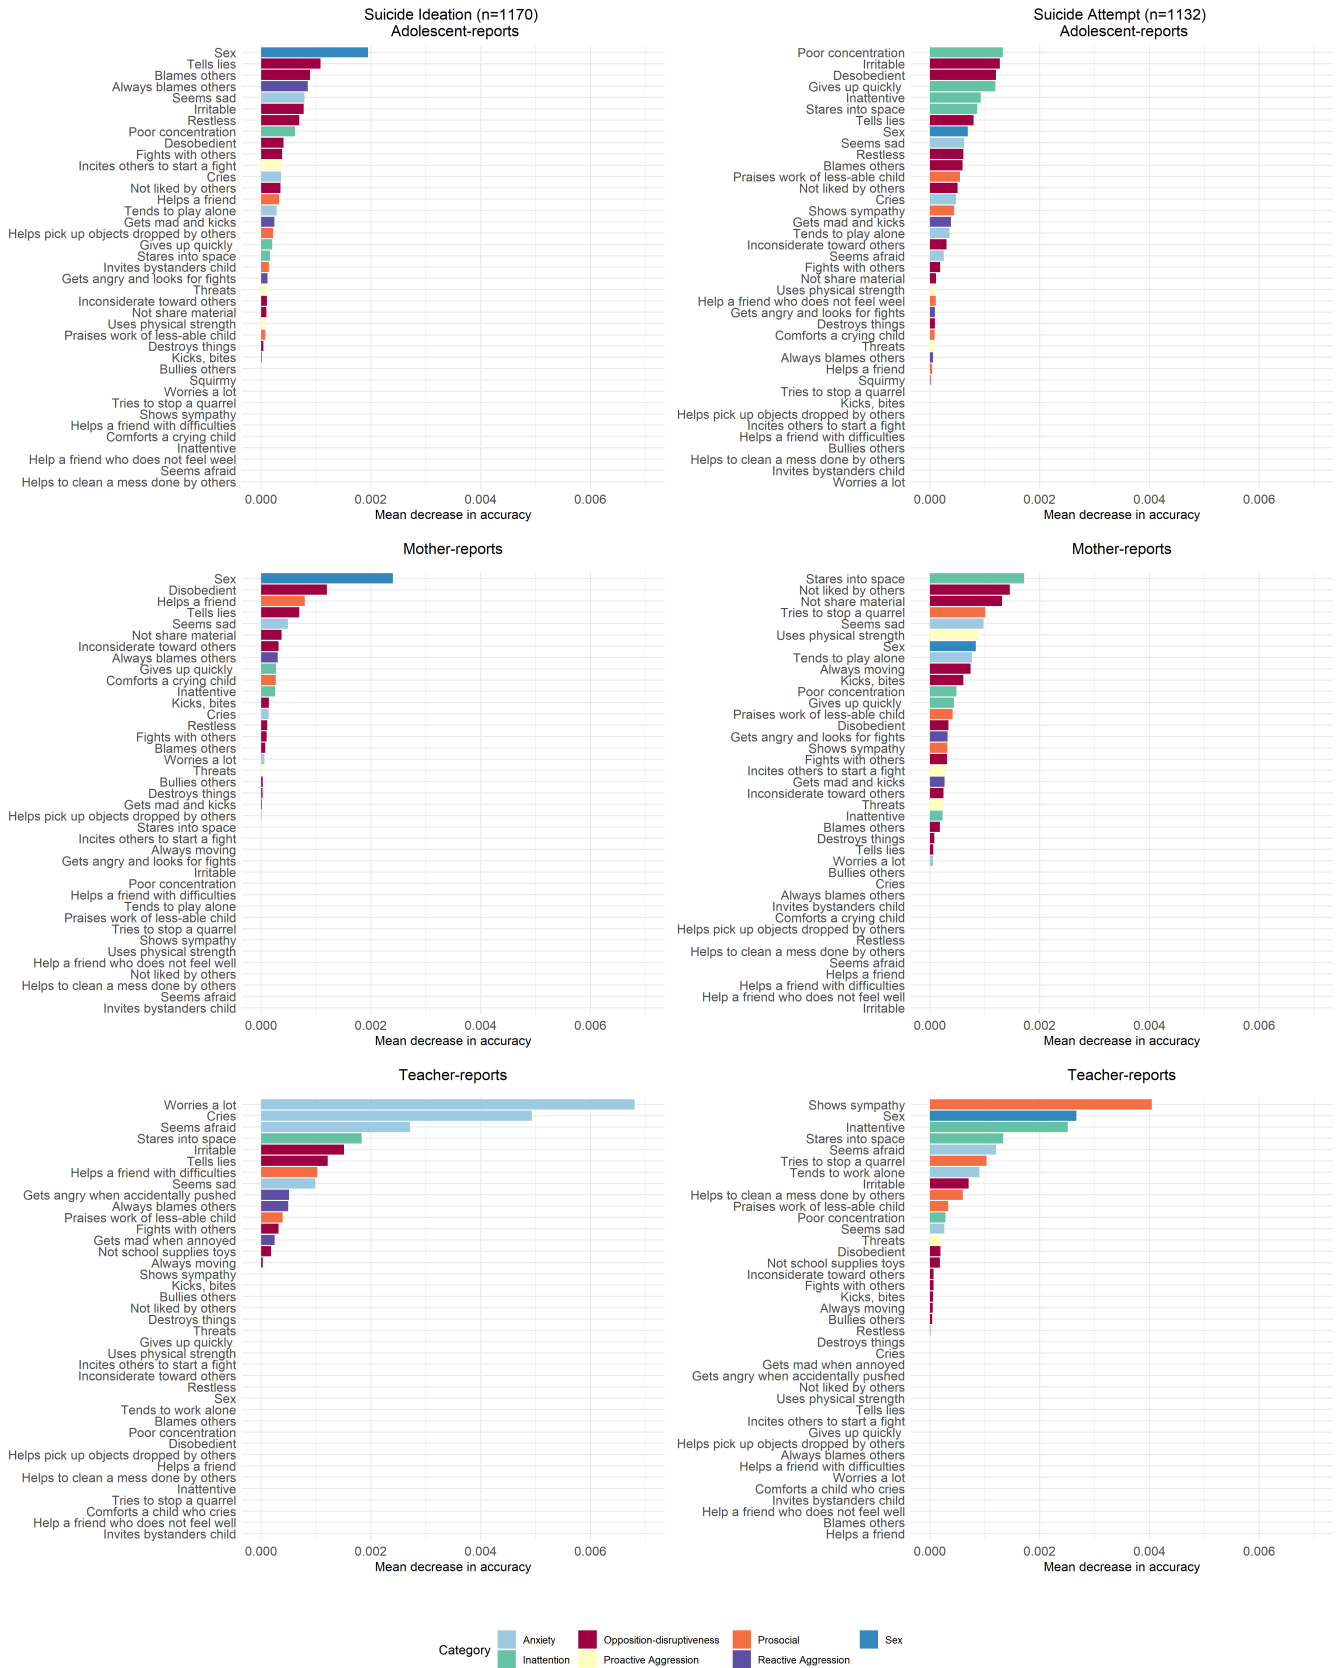 Suicide Ideation (n=1170)
Adolescent-reports
Sex
Tells lies
Blames others
Always blames others
Seems sad
Irritable
Restless
Poor concentration
Desobedient
Fights with others
Incites others to start a fight
Cries
Not liked by others
Helps a friend
Tends to play alone
Gets mad and kicks
Helps pick up objects dropped by others
Gives up quickly
Stares into space
Invites bystanders child
Gets angry and looks for fights
Threats
Inconsiderate toward others
Not share material
Uses physical strength
Praises work of less-able child
Destroys things
Kicks, bites
Bullies others
Squirmy
Worries a lot
Tries to stop a quarrel
Shows sympathy
Helps a friend with difficulties
Comforts a crying child
Inattentive
Help a friend who does not feel weel
Seems afraid
Helps to clean a mess done by others
0.000 0.002 0.004 0.006
Mean decrease in accuracy
Suicide Attempt (n=1132)
Adolescent-reports
Poor concentration
Irritable
Desobedient
Gives up quickly
Inattentive
Stares into space
Tells lies
Sex
Seems sad
Restless
Blames others
Praises work of less-able child
Not liked by others
Cries
Shows sympathy
Gets mad and kicks
Tends to play alone
Inconsiderate toward others
Seems afraid
Fights with others
Not share material
Uses physical strength
Help a friend who does not feel weel
Gets angry and looks for fights
Destroys things
Comforts a crying child
Threats
Always blames others
Helps a friend
Squirmy
Tries to stop a quarrel
Kicks, bites
Helps pick up objects dropped by others
Incites others to start a fight
Helps a friend with difficulties
Bullies others
Helps to clean a mess done by others
Invites bystanders child
Worries a lot
0.000 0.002 0.004 0.006
Mean decrease in accuracy
Mother-reports
Sex
Disobedient
Helps a friend
Tells lies
Seems sad
Not share material
Inconsiderate toward others
Always blames others
Gives up quickly
Comforts a crying child
Inattentive
Kicks, bites
Cries
Restless
Fights with others
Blames others
Worries a lot
Threats
Bullies others
Destroys things
Gets mad and kicks
Helps pick up objects dropped by others
Stares into space
Incites others to start a fight
Always moving
Gets angry and looks for fights
Irritable
Poor concentration
Helps a friend with difficulties
Tends to play alone
Praises work of less-able child
Tries to stop a quarrel
Shows sympathy
Uses physical strength
Help a friend who does not feel well
Not liked by others
Helps to clean a mess done by others
Seems afraid
Invites bystanders child
0.000 0.002 0.004 0.006
Mean decrease in accuracy
Mother-reports
Stares into space
Not liked by others
Not share material
Tries to stop a quarrel
Seems sad
Uses physical strength
Sex
Tends to play alone
Always moving
Kicks, bites
Poor concentration
Gives up quickly
Praises work of less-able child
Disobedient
Gets angry and looks for fights
Shows sympathy
Fights with others
Incites others to start a fight
Gets mad and kicks
Inconsiderate toward others
Threats
Inattentive
Blames others
Destroys things
Tells lies
Worries a lot
Bullies others
Cries
Always blames others
Invites bystanders child
Comforts a crying child
Helps pick up objects dropped by others
Restless
Helps to clean a mess done by others
Seems afraid
Helps a friend
Helps a friend with difficulties
Help a friend who does not feel well
Irritable
0.000 0.002 0.004 0.006
Mean decrease in accuracy
Teacher-reports
Worries a lot
Cries
Seems afraid
Stares into space
Irritable
Tells lies
Helps a friend with difficulties
Seems sad
Gets angry when accidentally pushed
Always blames others
Praises work of less-able child
Fights with others
Gets mad when annoyed
Not school supplies toys
Always moving
Shows sympathy
Kicks, bites
Bullies others
Not liked by others
Destroys things
Threats
Gives up quickly
Uses physical strength
Incites others to start a fight
Inconsiderate toward others
Restless
Sex
Tends to work alone
Blames others
Poor concentration
Disobedient
Helps pick up objects dropped by others
Helps a friend
Helps to clean a mess done by others
Inattentive
Tries to stop a quarrel
Comforts a child who cries
Help a friend who does not feel well
Invites bystanders child
0.000 0.002 0.004 0.006
Mean decrease in accuracy
Teacher-reports
Shows sympathy
Sex
Inattentive
Stares into space
Seems afraid
Tries to stop a quarrel
Tends to work alone
Irritable
Helps to clean a mess done by others
Praises work of less-able child
Poor concentration
Seems sad
Threats
Disobedient
Not school supplies toys
Inconsiderate toward others
Fights with others
Kicks, bites
Always moving
Bullies others
Restless
Destroys things
Cries
Gets mad when annoyed
Gets angry when accidentally pushed
Not liked by others
Uses physical strength
Tells lies
Incites others to start a fight
Gives up quickly
Helps pick up objects dropped by others
Always blames others
Helps a friend with difficulties
Worries a lot
Comforts a child who cries
Invites bystanders child
Help a friend who does not feel well
Blames others
Helps a friend
0.000 0.002 0.004 0.006
Mean decrease in accuracy
Category
Anxiety Opposition-disruptiveness Prosocial Sex
Inattention Proactive Aggression Reactive Aggression